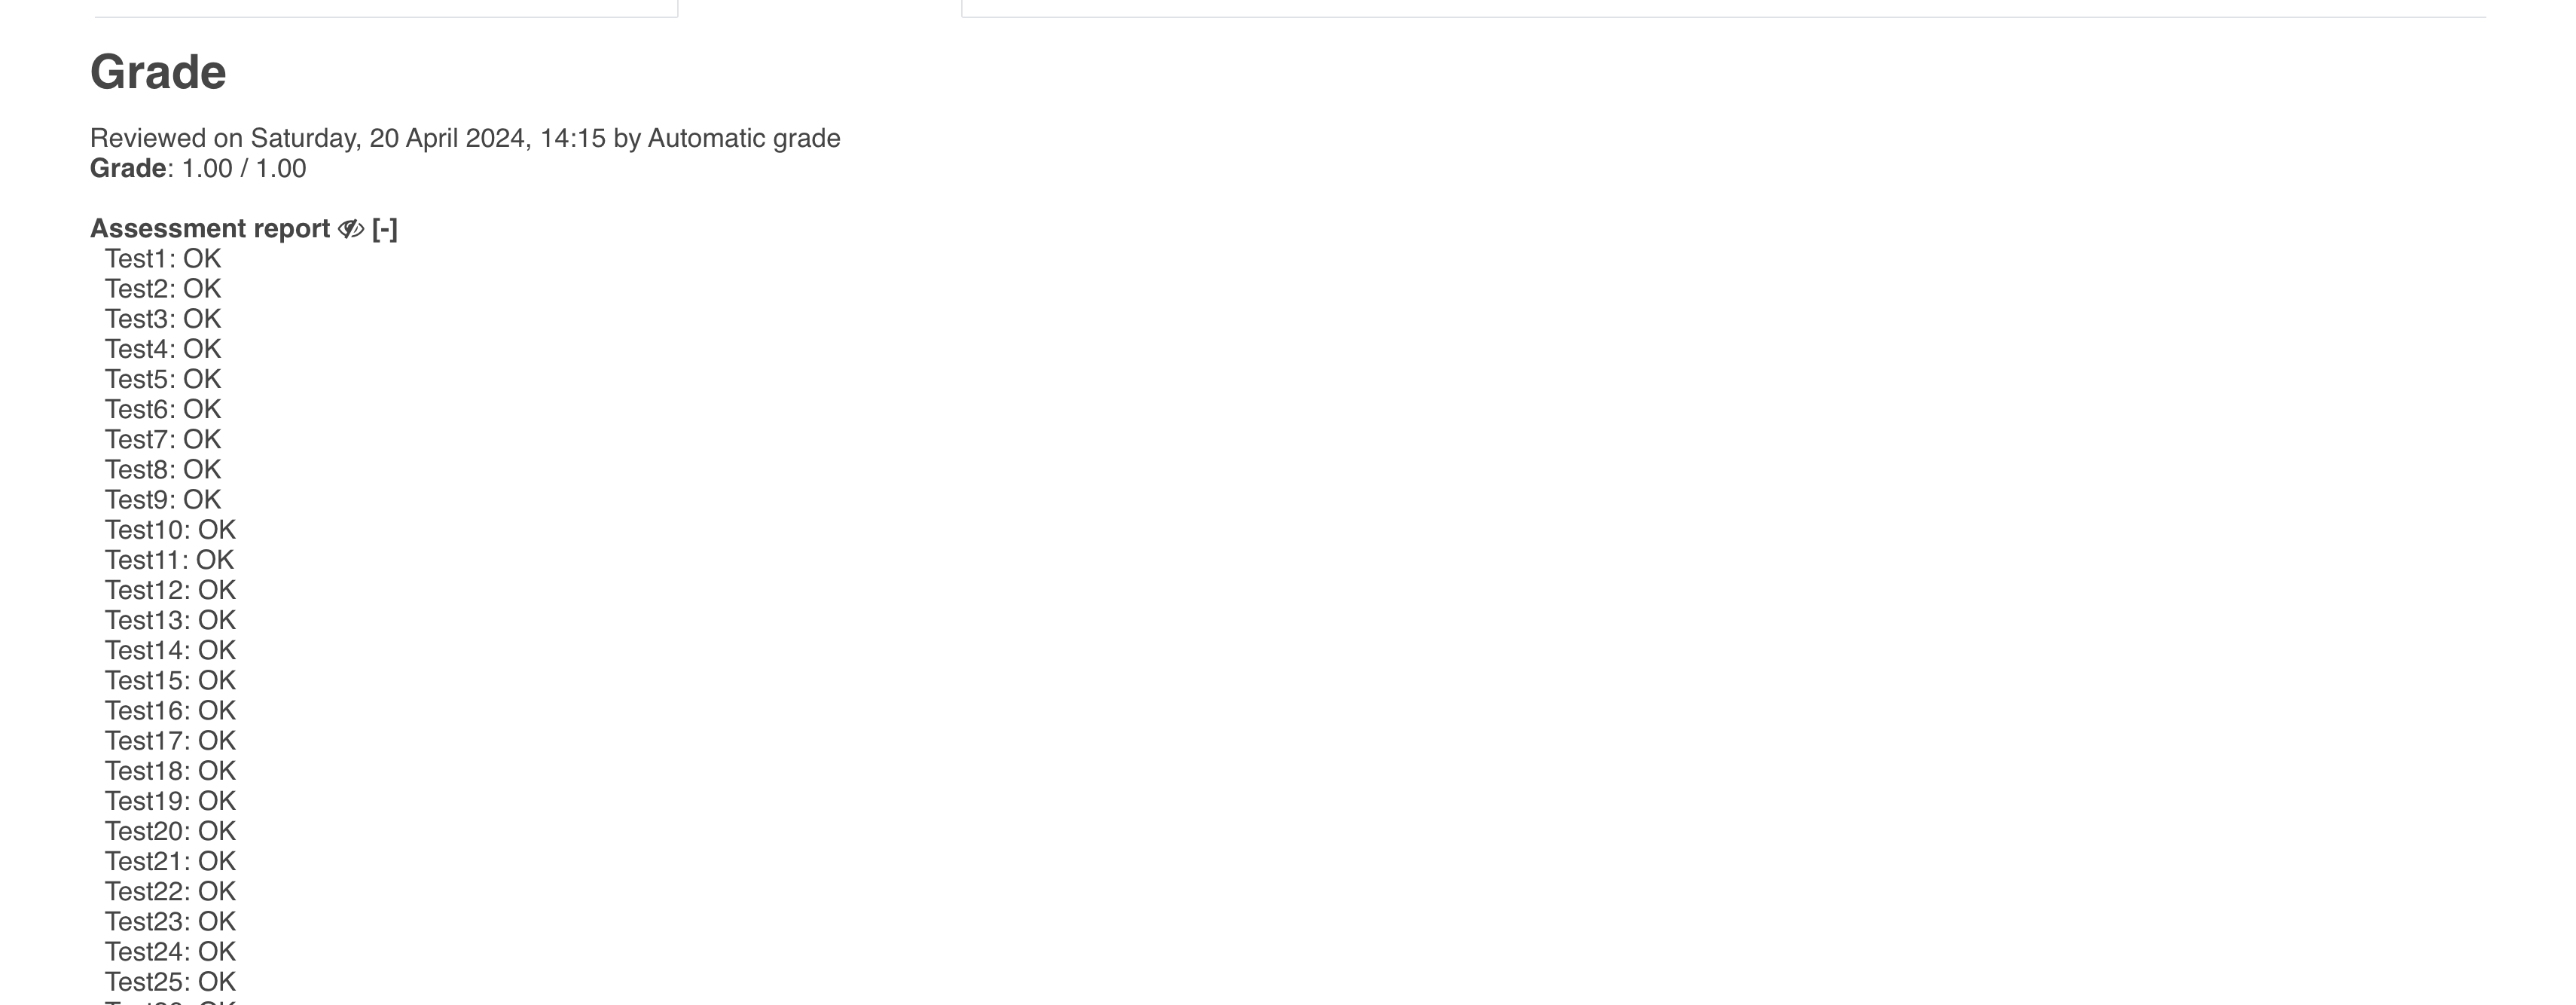 Grade
Reviewed on Saturday, 20 April 2024, 14:15 by Automatic grade
Grade: 1.00 / 1.00
Assessment report [-]
Test1: OK
Test2: OK
Test3: OK
Test4: OK
Test5: OK
Test6: OK
Test7: OK
Test8: OK
Test9: OK
Test10: OK
Test11: OK
Test12: OK
Test13: OK
Test14: OK
Test15: OK
Test16: OK
Test17: OK
Test18: OK
Test19: OK
Test20: OK
Test21: OK
Test22: OK
Test23: OK
Test24: OK
Test25: OK